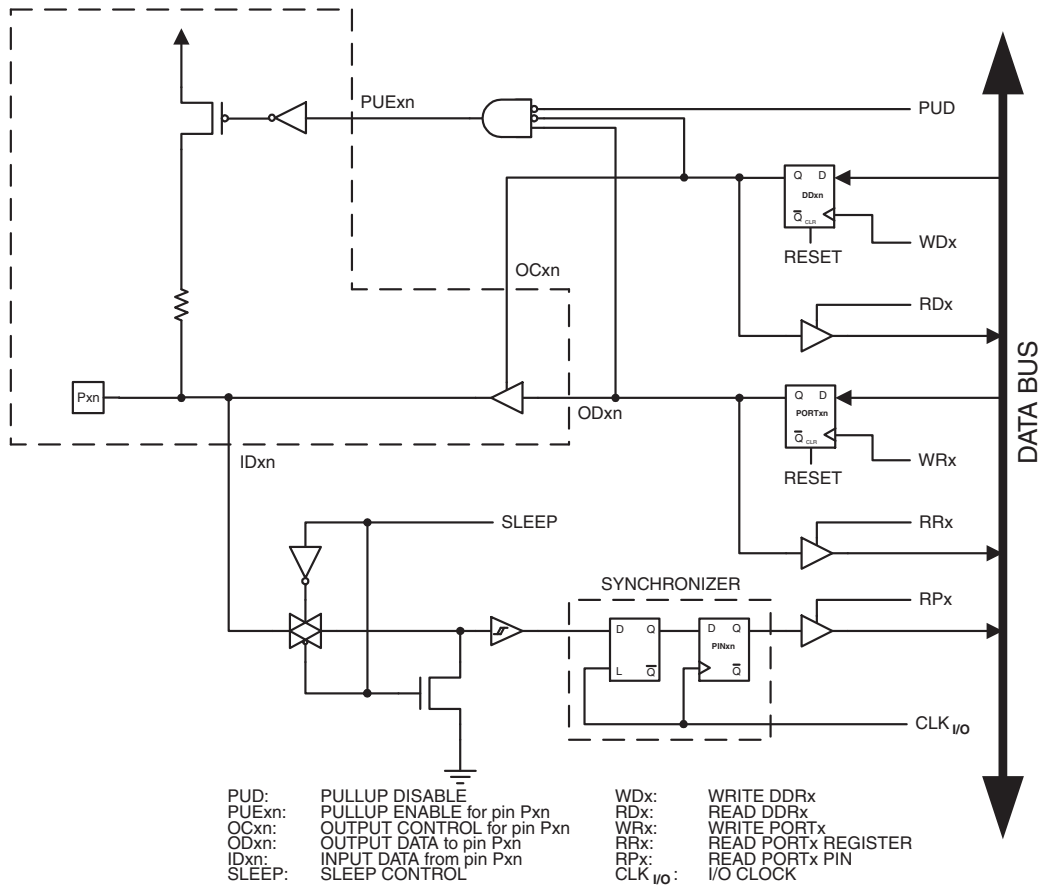 PUExn
PUD
Q D
DDxn
Q CLR
WDx
RESET
OCxn
RDx
Pxn
ODxn
Q D
PORTxn
Q CLR
WRx
RESET
IDxn
SLEEP
RRx
SYNCHRONIZER
RPx
D Q
L Q
D Q
PINxn
Q
CLK I/O
DATA BUS
PUD: PULLUP DISABLE
PUExn: PULLUP ENABLE for pin Pxn
OCxn: OUTPUT CONTROL for pin Pxn
ODxn: OUTPUT DATA to pin Pxn
IDxn: INPUT DATA from pin Pxn
SLEEP: SLEEP CONTROL
WDx: WRITE DDRx
RDx: READ DDRx
WRx: WRITE PORTx
RRx: READ PORTx REGISTER
RPx: READ PORTx PIN
CLK I/O : I/O CLOCK